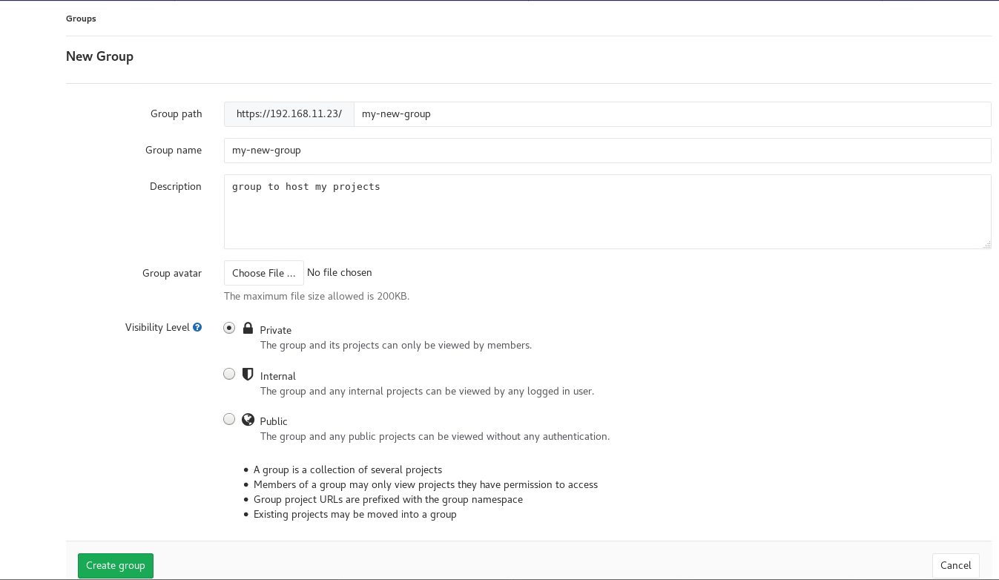 Groups
New Group
Group path https://192.168.11.23/ my-new-group
Group name my-new-group
Description group to host my projects
Group avatar Choose File ... No file chosen
The maximum file size allowed is 200KB.
Visibility Level ? Private
The group and its projects can only be viewed by members.
Internal
The group and any internal projects can be viewed by any logged in user.
Public
The group and any public projects can be viewed without any authentication.
• A group is a collection of several projects
• Members of a group may only view projects they have permission to access
• Group project URLs are prefixed with the group namespace
• Existing projects may be moved into a group
Create group Cancel